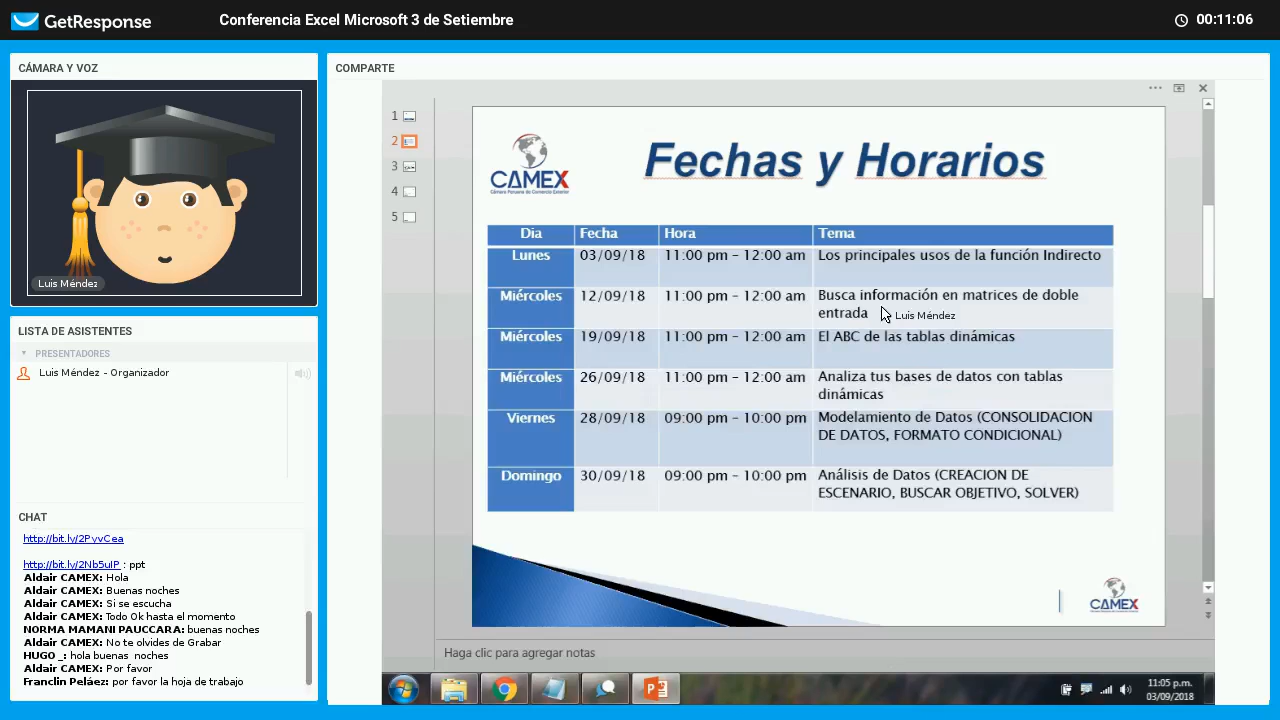 GetResponse
Conferencia Excel Microsoft 3 de Setiembre
00:11:06
CÁMARA Y VOZ
Luis Méndez
LISTA DE ASISTENTES
PRESENTADORES
Luis Méndez - Organizador
CHAT
http://bit.ly/2PyvCea
http://bit.ly/2Nb5uIP : ppt
Aldair CAMEX: Hola
Aldair CAMEX: Buenas noches
Aldair CAMEX: Si se escucha
Aldair CAMEX: Todo Ok hasta el momento
NORMA MAMANI PAUCCARA: buenas noches
Aldair CAMEX: No te olvides de Grabar
HUGO _: hola buenas noches
Aldair CAMEX: Por favor
Franclin Peláez: por favor la hoja de trabajo
COMPARTE
1
2
3
4
5
CAMEX
Cámara Peruana de Comercio Exterior
Fechas y Horarios
Dia Fecha Hora Tema
Lunes 03/09/18 11:00 pm – 12:00 am Los principales usos de la función Indirecto
Miércoles 12/09/18 11:00 pm – 12:00 am Busca información en matrices de doble
entrada
Luis Méndez
Miércoles 19/09/18 11:00 pm – 12:00 am El ABC de las tablas dinámicas
Miércoles 26/09/18 11:00 pm – 12:00 am Analiza tus bases de datos con tablas
dinámicas
Viernes 28/09/18 09:00 pm – 10:00 pm Modelamiento de Datos (CONSOLIDACION
DE DATOS, FORMATO CONDICIONAL)
Domingo 30/09/18 09:00 pm – 10:00 pm Análisis de Datos (CREACION DE
ESCENARIO, BUSCAR OBJETIVO, SOLVER)
CAMEX
Haga clic para agregar notas
11:05 p.m.
03/09/2018